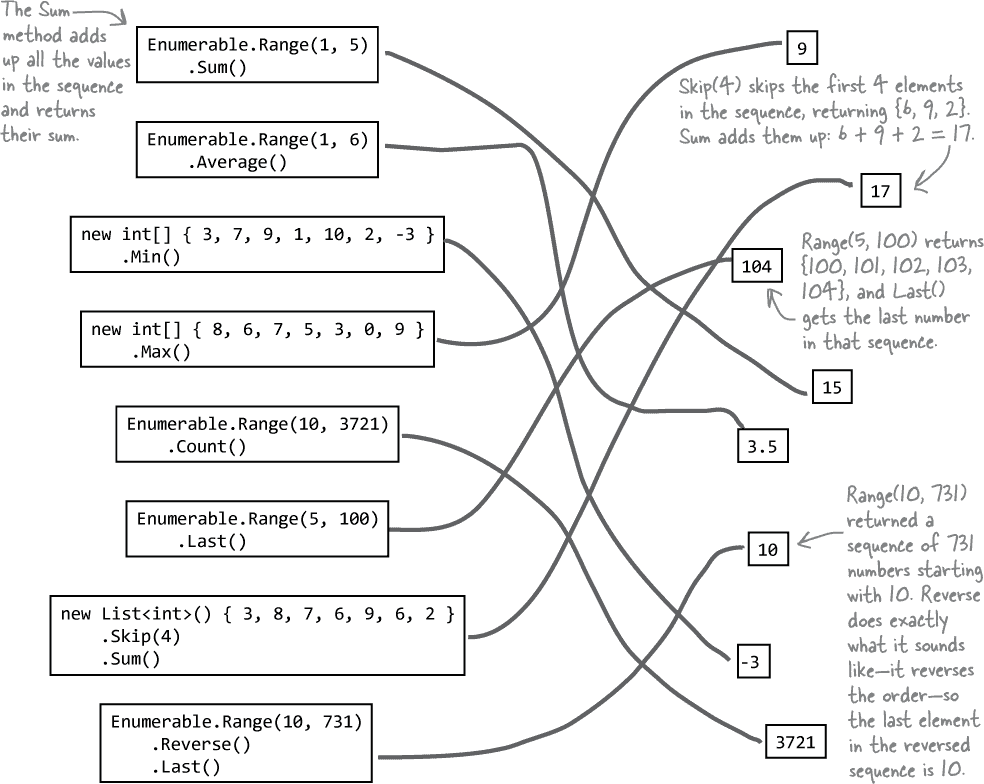 The Sum
method adds
up all the values
in the sequence
and returns
their sum.
Enumerable.Range(1, 5)
.Sum()
Enumerable.Range(1, 6)
.Average()
new int[] { 3, 7, 9, 1, 10, 2, -3 }
.Min()
new int[] { 8, 6, 7, 5, 3, 0, 9 }
.Max()
Enumerable.Range(10, 3721)
.Count()
Enumerable.Range(5, 100)
.Last()
new List<int>() { 3, 8, 7, 6, 9, 6, 2 }
.Skip(4)
.Sum()
Enumerable.Range(10, 731)
.Reverse()
.Last()
9
Skip(4) skips the first 4 elements
in the sequence, returning {6, 9, 2}.
Sum adds them up: 6 + 9 + 2 = 17.
17
104
Range(5, 100) returns
{100, 101, 102, 103,
104}, and Last()
gets the last number
in that sequence.
15
3.5
10
Range(10, 731)
returned a
sequence of 731
numbers starting
with 10. Reverse
does exactly
what it sounds
like—it reverses
the order—so
the last element
in the reversed
sequence is 10.
-3
3721